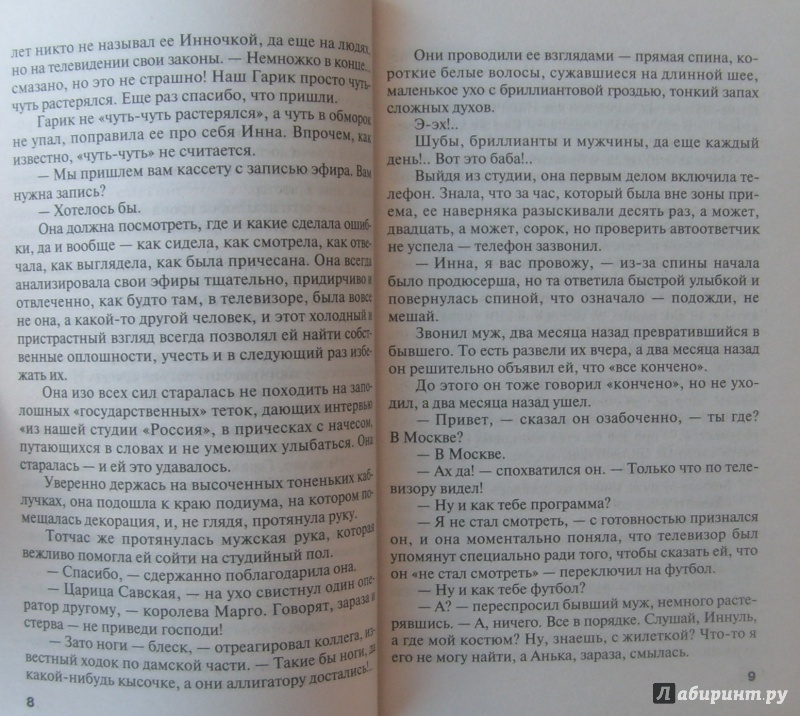 лет никто не называл ее Инночкой, да еще на людях,
но на телевидении свои законы. — Немножко в конце...
смазано, но это не страшно! Наш Гарик просто чуть-
чуть растерялся. Еще раз спасибо, что пришли.
Гарик не «чуть-чуть растерялся», а чуть в обморок
не упал, поправила ее про себя Инна. Впрочем, как
известно, «чуть-чуть» не считается.
— Мы пришлем вам кассету с записью эфира. Вам
нужна запись?
— Хотелось бы.
Она должна посмотреть, где и какие сделала ошиб-
ки, да и вообще — как сидела, как смотрела, как отве-
чала, как выглядела, как была причесана. Она всегда
анализировала свои эфиры тщательно, придирчиво и
отвлеченно, как будто там, в телевизоре, была вовсе
не она, а какой-то другой человек, и этот холодный и
пристрастный взгляд всегда позволял ей найти собст-
венные оплошности, учесть и в следующий раз избе-
жать их.
Она изо всех сил старалась не походить на запо-
лошных «государственных» теток, дающих интервью
«из нашей студии «Россия», в прическах с начесом,
путающихся в словах и не умеющих улыбаться. Она
старалась — и ей это удавалось.
Уверенно держась на высоченных тоненьких каб-
лучках, она подошла к краю подиума, на котором по-
мещалась декорация, и, не глядя, протянула руку.
Тотчас же протянулась мужская рука, которая
вежливо помогла ей сойти на студийный пол.
— Спасибо, — сдержанно поблагодарила она.
— Царица Савская, — на ухо свистнул один опе-
ратор другому, — королева Марго. Говорят, зараза и
стерва — не приведи господи!
— Зато ноги — блеск, — отреагировал коллега, из-
вестный ходок по дамской части. — Такие бы ноги, да
какой-нибудь кысочке, а они аллигатору достались!..
8
Они проводили ее взглядами — прямая спина, ко-
роткие белые волосы, сужавшиеся на длинной шее,
маленькое ухо с бриллиантовой гроздью, тонкий запах
сложных духов.
Э-эх!..
Шубы, бриллианты и мужчины, да еще каждый
день!.. Вот это баба!..
Выйдя из студии, она первым делом включила те-
лефон. Знала, что за час, который была вне зоны при-
ема, ее наверняка разыскивали десять раз, а может,
двадцать, а может, сорок, но проверить автоответчик
не успела — телефон зазвонил.
— Инна, я вас провожу, — из-за спины начала
было продюсерша, но та ответила быстрой улыбкой и
повернулась спиной, что означало — подожди, не
мешай.
Звонил муж, два месяца назад превратившийся в
бывшего. То есть развели их вчера, а два месяца назад
он решительно объявил ей, что «все кончено».
До этого он тоже говорил «кончено», но не ухо-
дил, а два месяца назад ушел.
— Привет, — сказал он озабоченно, — ты где?
В Москве?
— В Москве.
— Ах да! — спохватился он. — Только что по теле-
визору видел!
— Ну и как тебе программа?
— Я не стал смотреть, — с готовностью признался
он, и она моментально поняла, что телевизор был
упомянут специально ради того, чтобы сказать ей, что
он «не стал смотреть» — переключил на футбол.
— Ну и как тебе футбол?
— А? — переспросил бывший муж, немного расте-
рявшись. — А, ничего. Все в порядке. Слушай, Иннуль,
а где мой костюм? Ну, знаешь, с жилеткой? Что-то я
его не могу найти, а Анька, зараза, смылась.
9
Лабиринт.ру